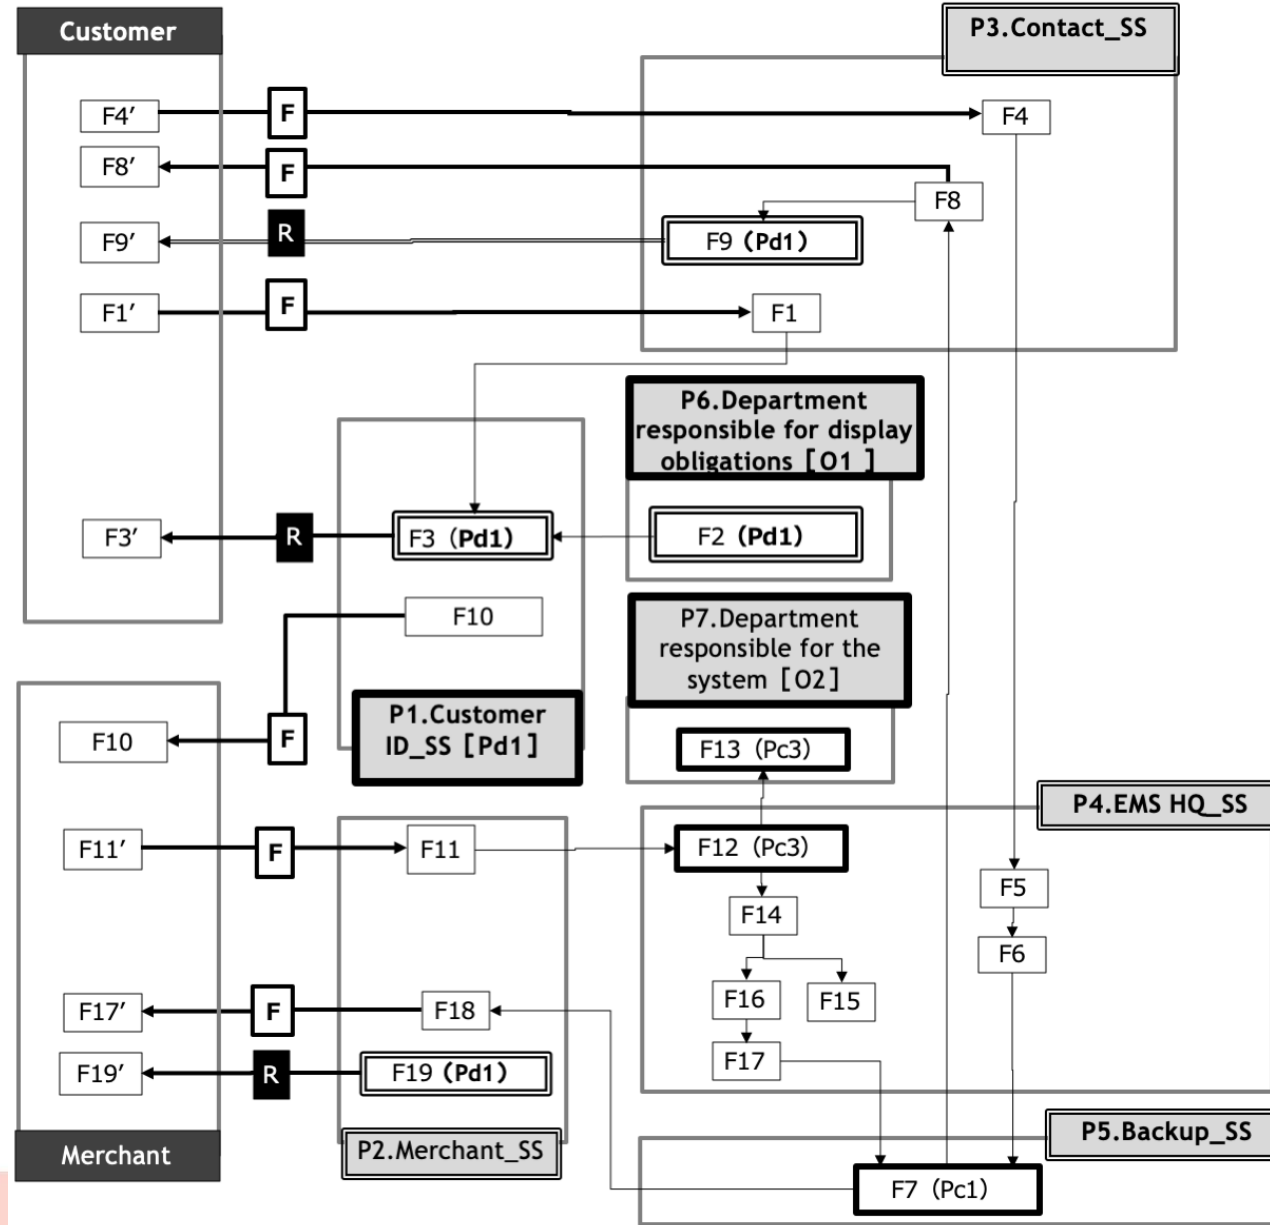 Customer
P3.Contact_SS
F4’
F
F4
F8’
F
F8
F9’
R
F9 (Pd1)
F1’
F
F1
P6.Department
responsible for display
obligations [O1 ]
F3’
R
F3 (Pd1)
F2 (Pd1)
F10
P7.Department
responsible for the
system [O2]
P1.Customer
ID_SS [Pd1]
F10
F
F13 (Pc3)
P4.EMS HQ_SS
F11’
F
F11
F12 (Pc3)
F5
F14
F6
F16
F15
F17’
F
F18
F17
F19’
R
F19 (Pd1)
Merchant
P2.Merchant_SS
P5.Backup_SS
F7 (Pc1)